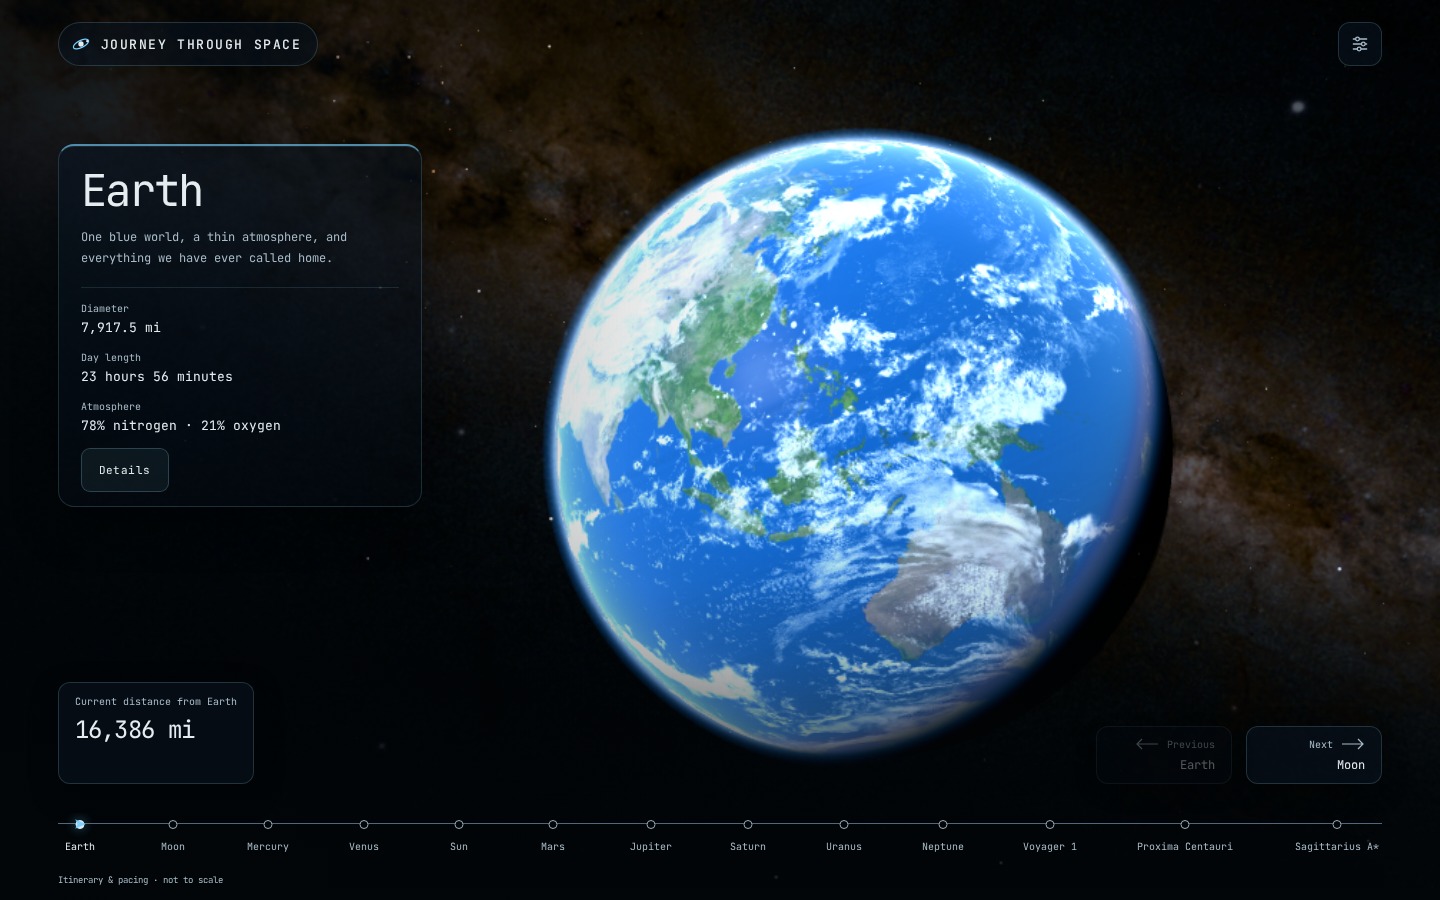 JOURNEY THROUGH SPACE
Earth
One blue world, a thin atmosphere, and
everything we have ever called home.
Diameter
7,917.5 mi
Day length
23 hours 56 minutes
Atmosphere
78% nitrogen · 21% oxygen
Details
Current distance from Earth
16,386 mi
Previous
Earth
Next
Moon
Earth
Moon
Mercury
Venus
Sun
Mars
Jupiter
Saturn
Uranus
Neptune
Voyager 1
Proxima Centauri
Sagittarius A*
Itinerary & pacing · not to scale